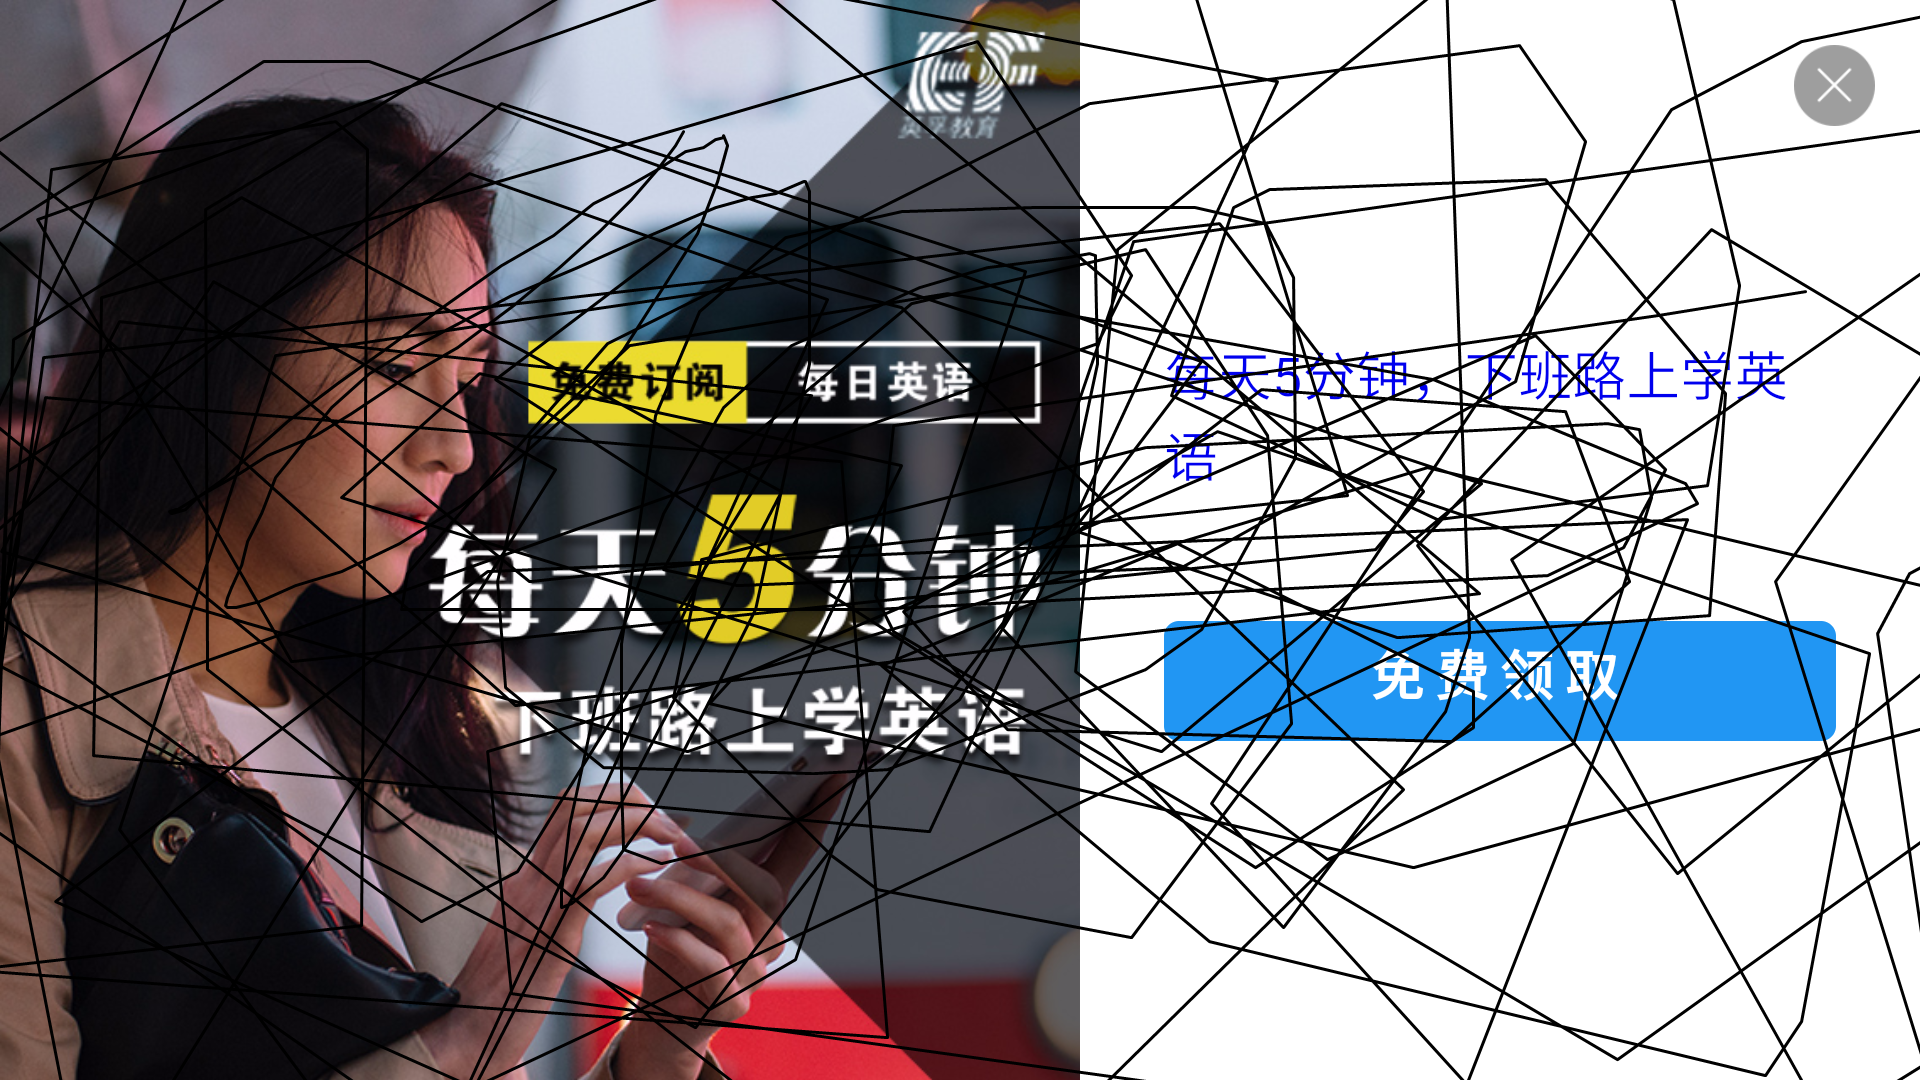 英孚教育
免费订阅 每日英语
每天5分钟
下班路上学英语
每天5分钟，下班路上学英
语
免费领取